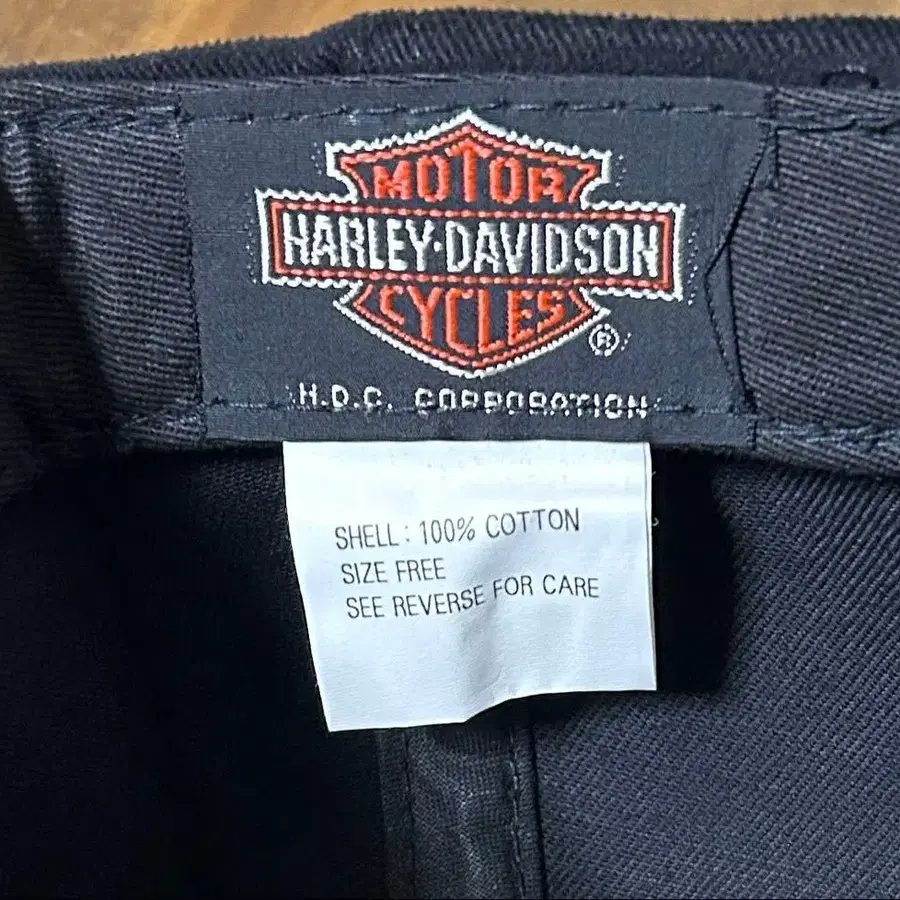 MOTOR
HARLEY-DAVIDSON
CYCLES
®
H.D.C. CORPORATION
SHELL : 100% COTTON
SIZE FREE
SEE REVERSE FOR CARE